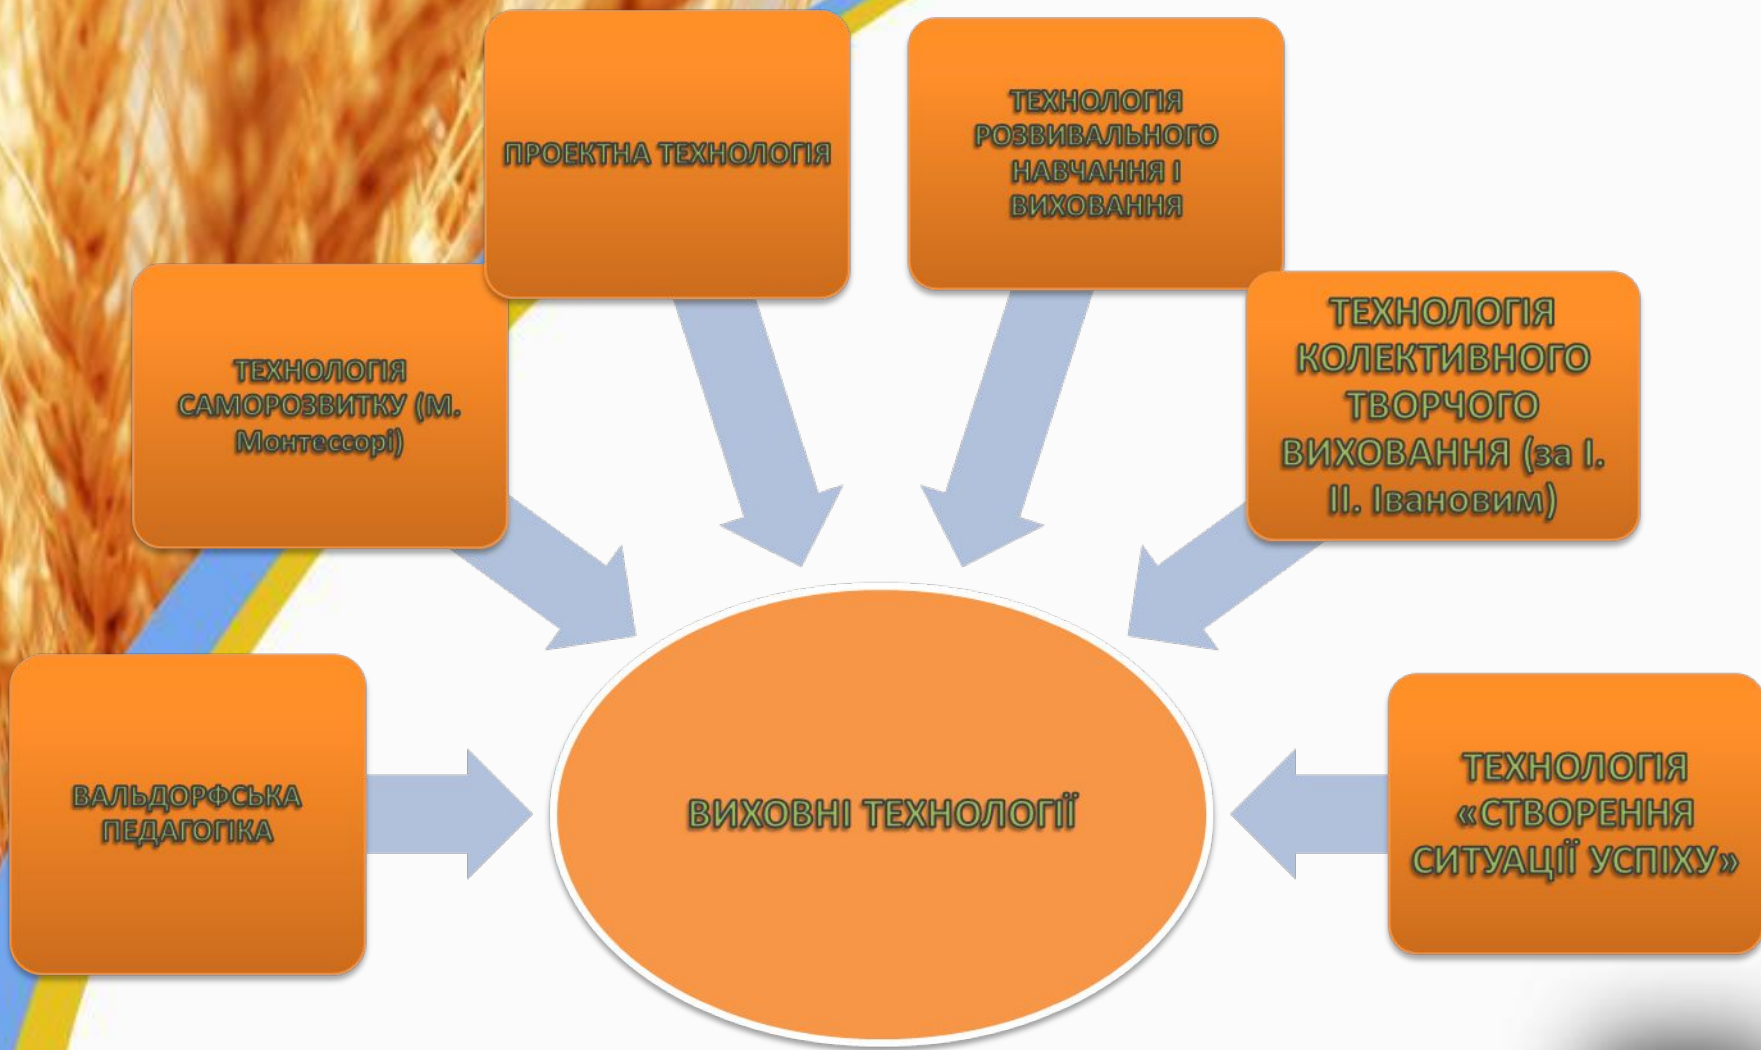 ПРОЕКТНА ТЕХНОЛОГІЯ
ТЕХНОЛОГІЯ
РОЗВИВАЛЬНОГО
НАВЧАННЯ І
ВИХОВАННЯ
ТЕХНОЛОГІЯ
САМОРОЗВИТКУ (М.
Монтессорі)
ТЕХНОЛОГІЯ
КОЛЕКТИВНОГО
ТВОРЧОГО
ВИХОВАННЯ (за І.
II. Івановим)
ВАЛЬДОРФСЬКА
ПЕДАГОГІКА
ВИХОВНІ ТЕХНОЛОГІЇ
ТЕХНОЛОГІЯ
«СТВОРЕННЯ
СИТУАЦІЇ УСПІХУ»